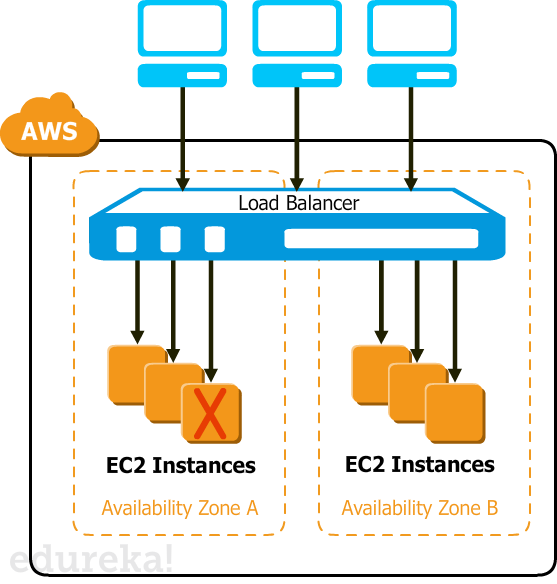 AWS
Load Balancer
X
EC2 Instances
EC2 Instances
Availability Zone A
Availability Zone B
edureka!